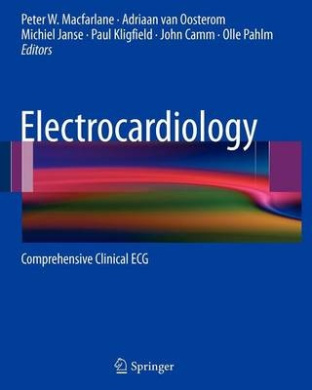 Peter W. Macfarlane · Adriaan van Oosterom
Michiel Janse · Paul Kligfield · John Camm · Olle Pahlm
Editors
Electrocardiology
Comprehensive Clinical ECG
Springer